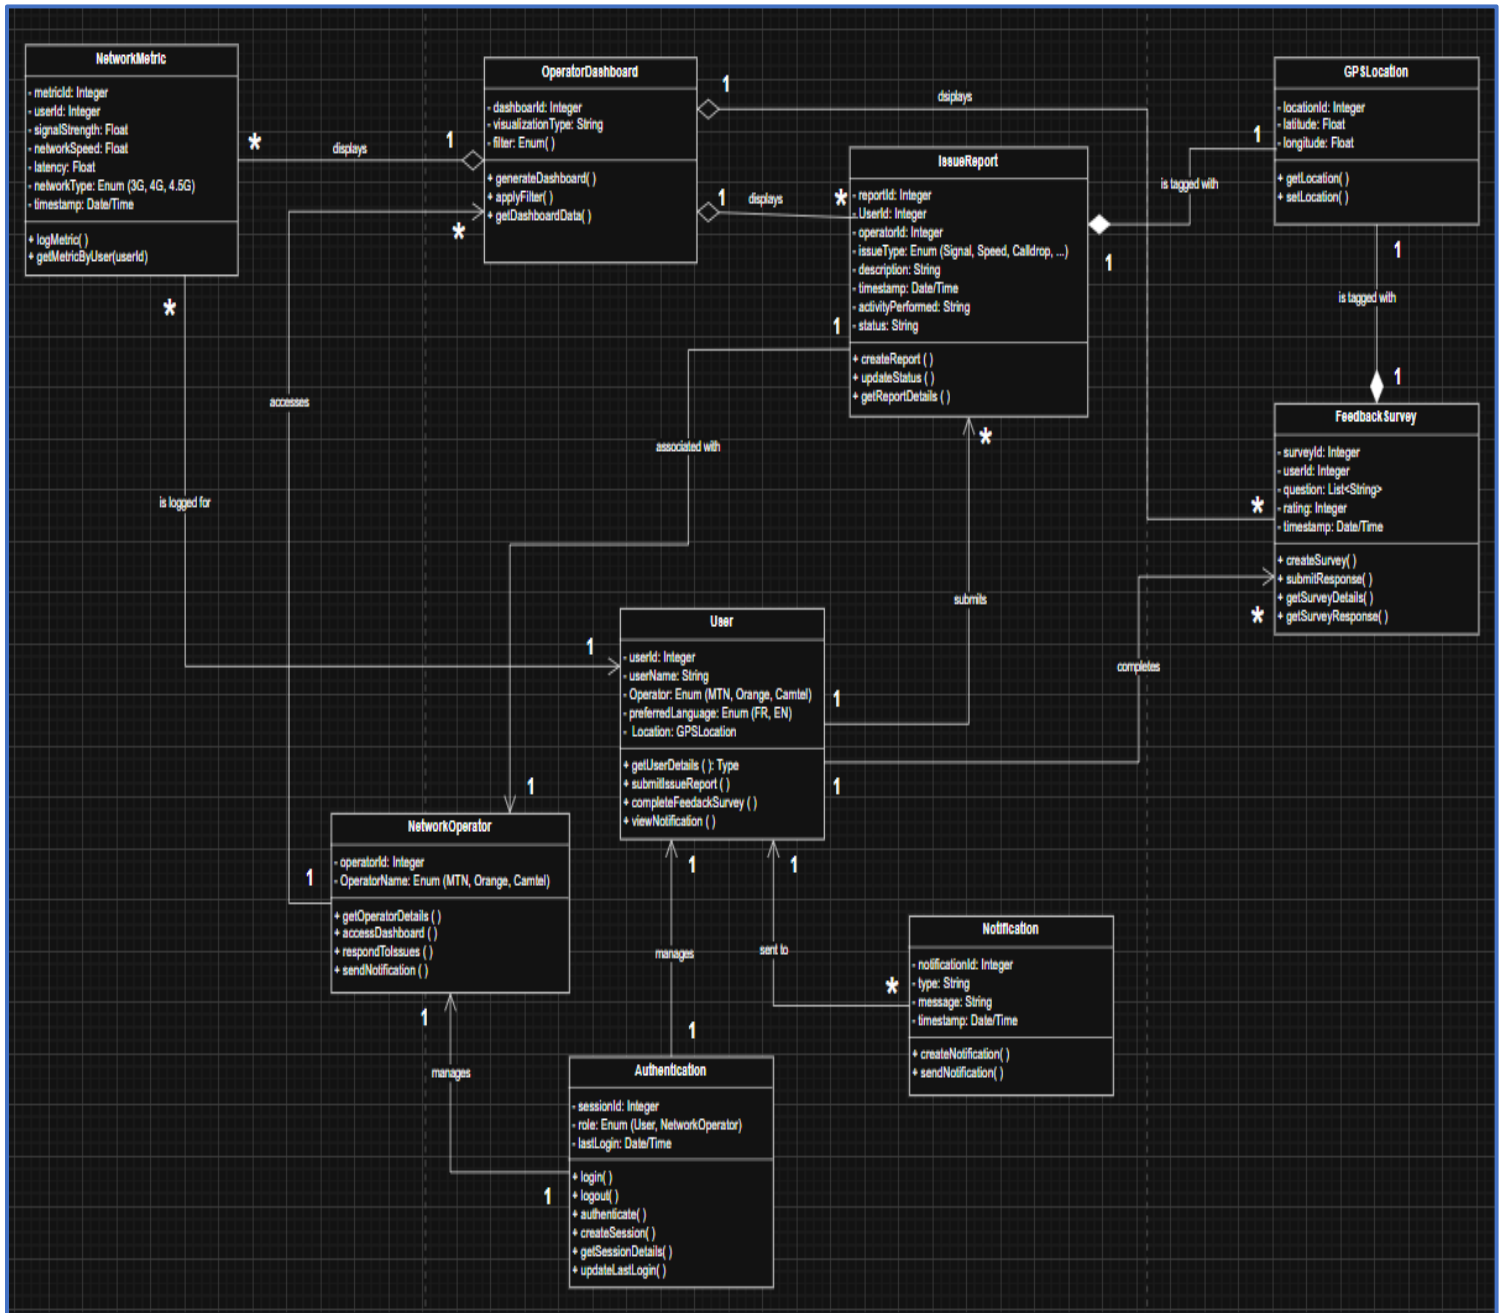 NetworkMetric
- metricId: Integer
- userId: Integer
- signalStrength: Float
- networkSpeed: Float
- latency: Float
- networkType: Enum (3G, 4G, 4.5G)
- timestamp: Date/Time
+ logMetric( )
+ getMetricByUser(userId)
*
displays
1
*
OperatorDashboard
- dashboardId: Integer
- visualizationType: String
- filter: Enum( )
+ generateDashboard( )
+ applyFilter( )
+ getDashboardData( )
*
1
dsiplays
1
displays
*
IssueReport
- reportId: Integer
- UserId: Integer
- operatorId: Integer
- issueType: Enum (Signal, Speed, Calldrop, ...)
- description: String
- timestamp: Date/Time
- activityPerformed: String
- status: String
+ createReport ( )
+ updateStatus ( )
+ getReportDetails ( )
1
1
*
is tagged with
1
GPSLocation
- locationId: Integer
- latitude: Float
- longitude: Float
+ getLocation( )
+ setLocation( )
1
is tagged with
1
FeedbackSurvey
- surveyId: Integer
- userId: Integer
- question: List<String>
- rating: Integer
- timestamp: Date/Time
+ createSurvey( )
+ submitResponse( )
+ getSurveyDetails( )
+ getSurveyResponse( )
*
*
accesses
associated with
is logged for
submits
completes
1
User
- userId: Integer
- userName: String
- Operator: Enum (MTN, Orange, Camtel)
- preferredLanguage: Enum (FR, EN)
- Location: GPSLocation
+ getUserDetails ( ): Type
+ submitIssueReport ( )
+ completeFeedackSurvey ( )
+ viewNotification ( )
1
1
1
1
1
NetworkOperator
- operatorId: Integer
- OperatorName: Enum (MTN, Orange, Camtel)
+ getOperatorDetails ( )
+ accessDashboard ( )
+ respondToIssues ( )
+ sendNotification ( )
1
1
manages
sent to
*
Notification
- notificationId: Integer
- type: String
- message: String
- timestamp: Date/Time
+ createNotification( )
+ sendNotification( )
manages
1
1
Authentication
- sessionId: Integer
- role: Enum (User, NetworkOperator)
- lastLogin: Date/Time
+ login( )
+ logout( )
+ authenticate( )
+ createSession( )
+ getSessionDetails( )
+ updateLastLogin( )